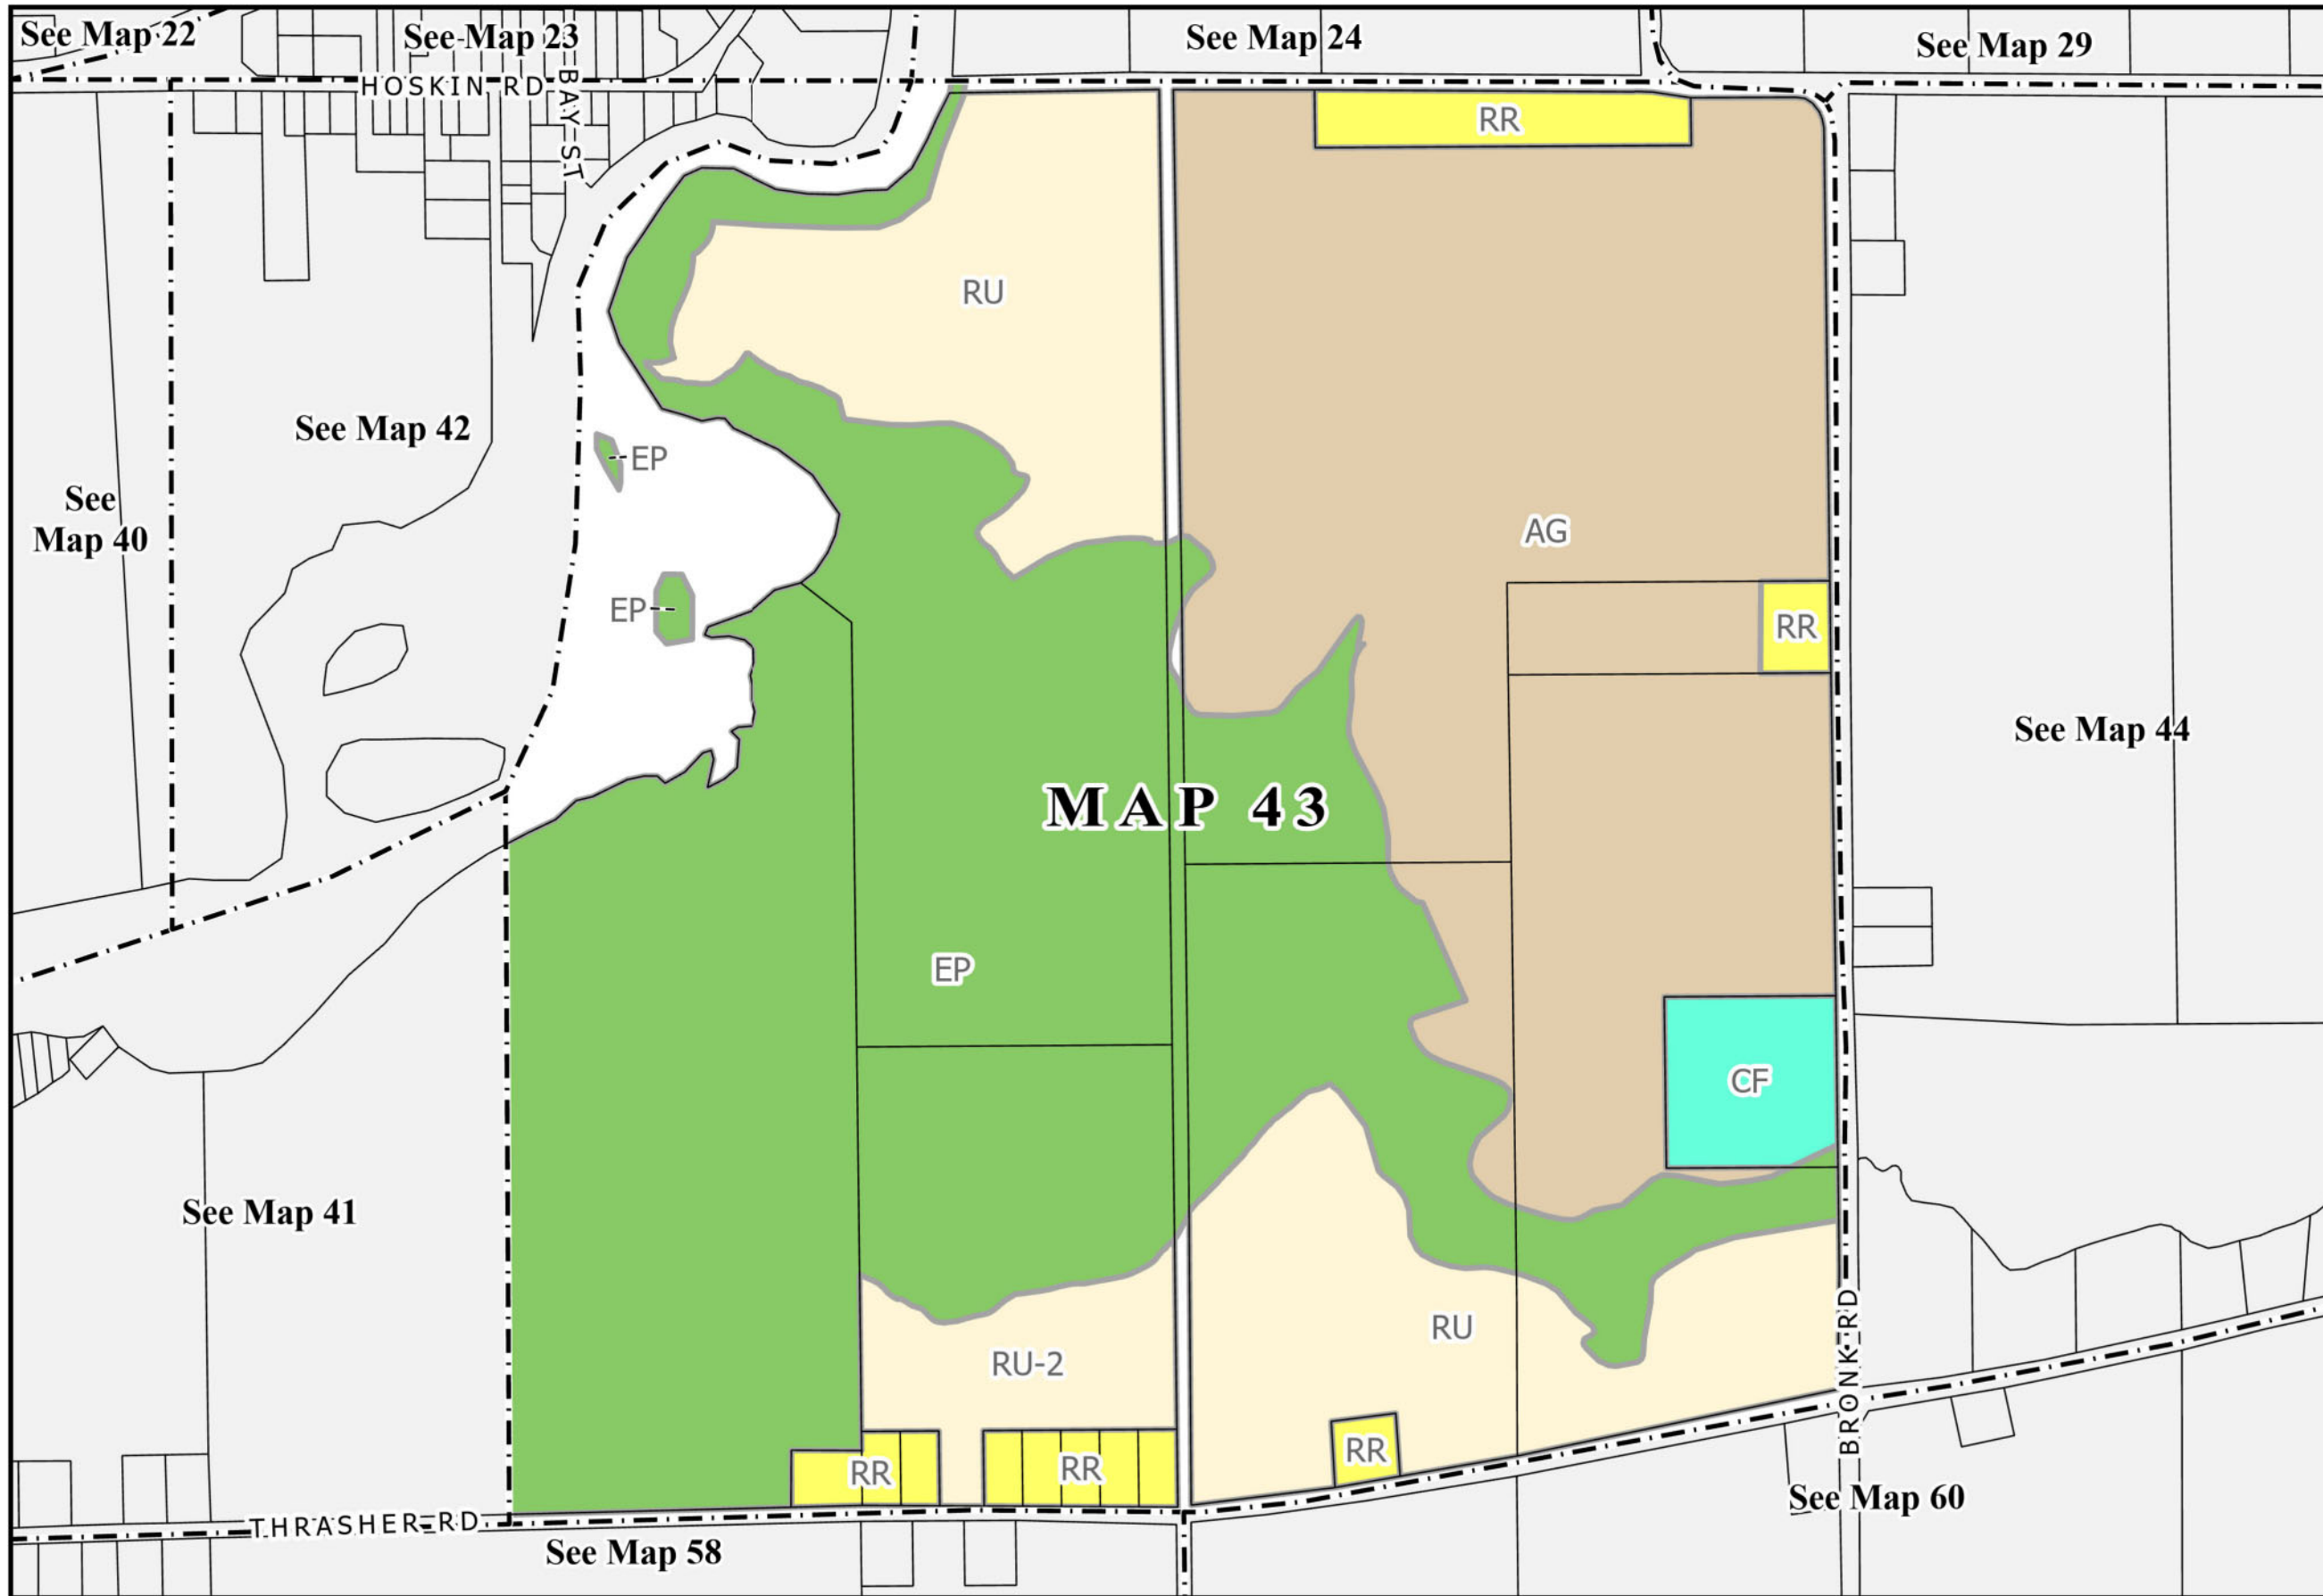 See Map 22
See Map 23
See Map 24
See Map 29
HOSKIN RD
BAY ST
RR
RU
See Map 42
EP
See
Map 40
AG
EP
RR
See Map 44
MAP 43
EP
CF
See Map 41
RU
RU-2
BRONK RD
RR
RR
RR
See Map 60
THRASHER RD
See Map 58